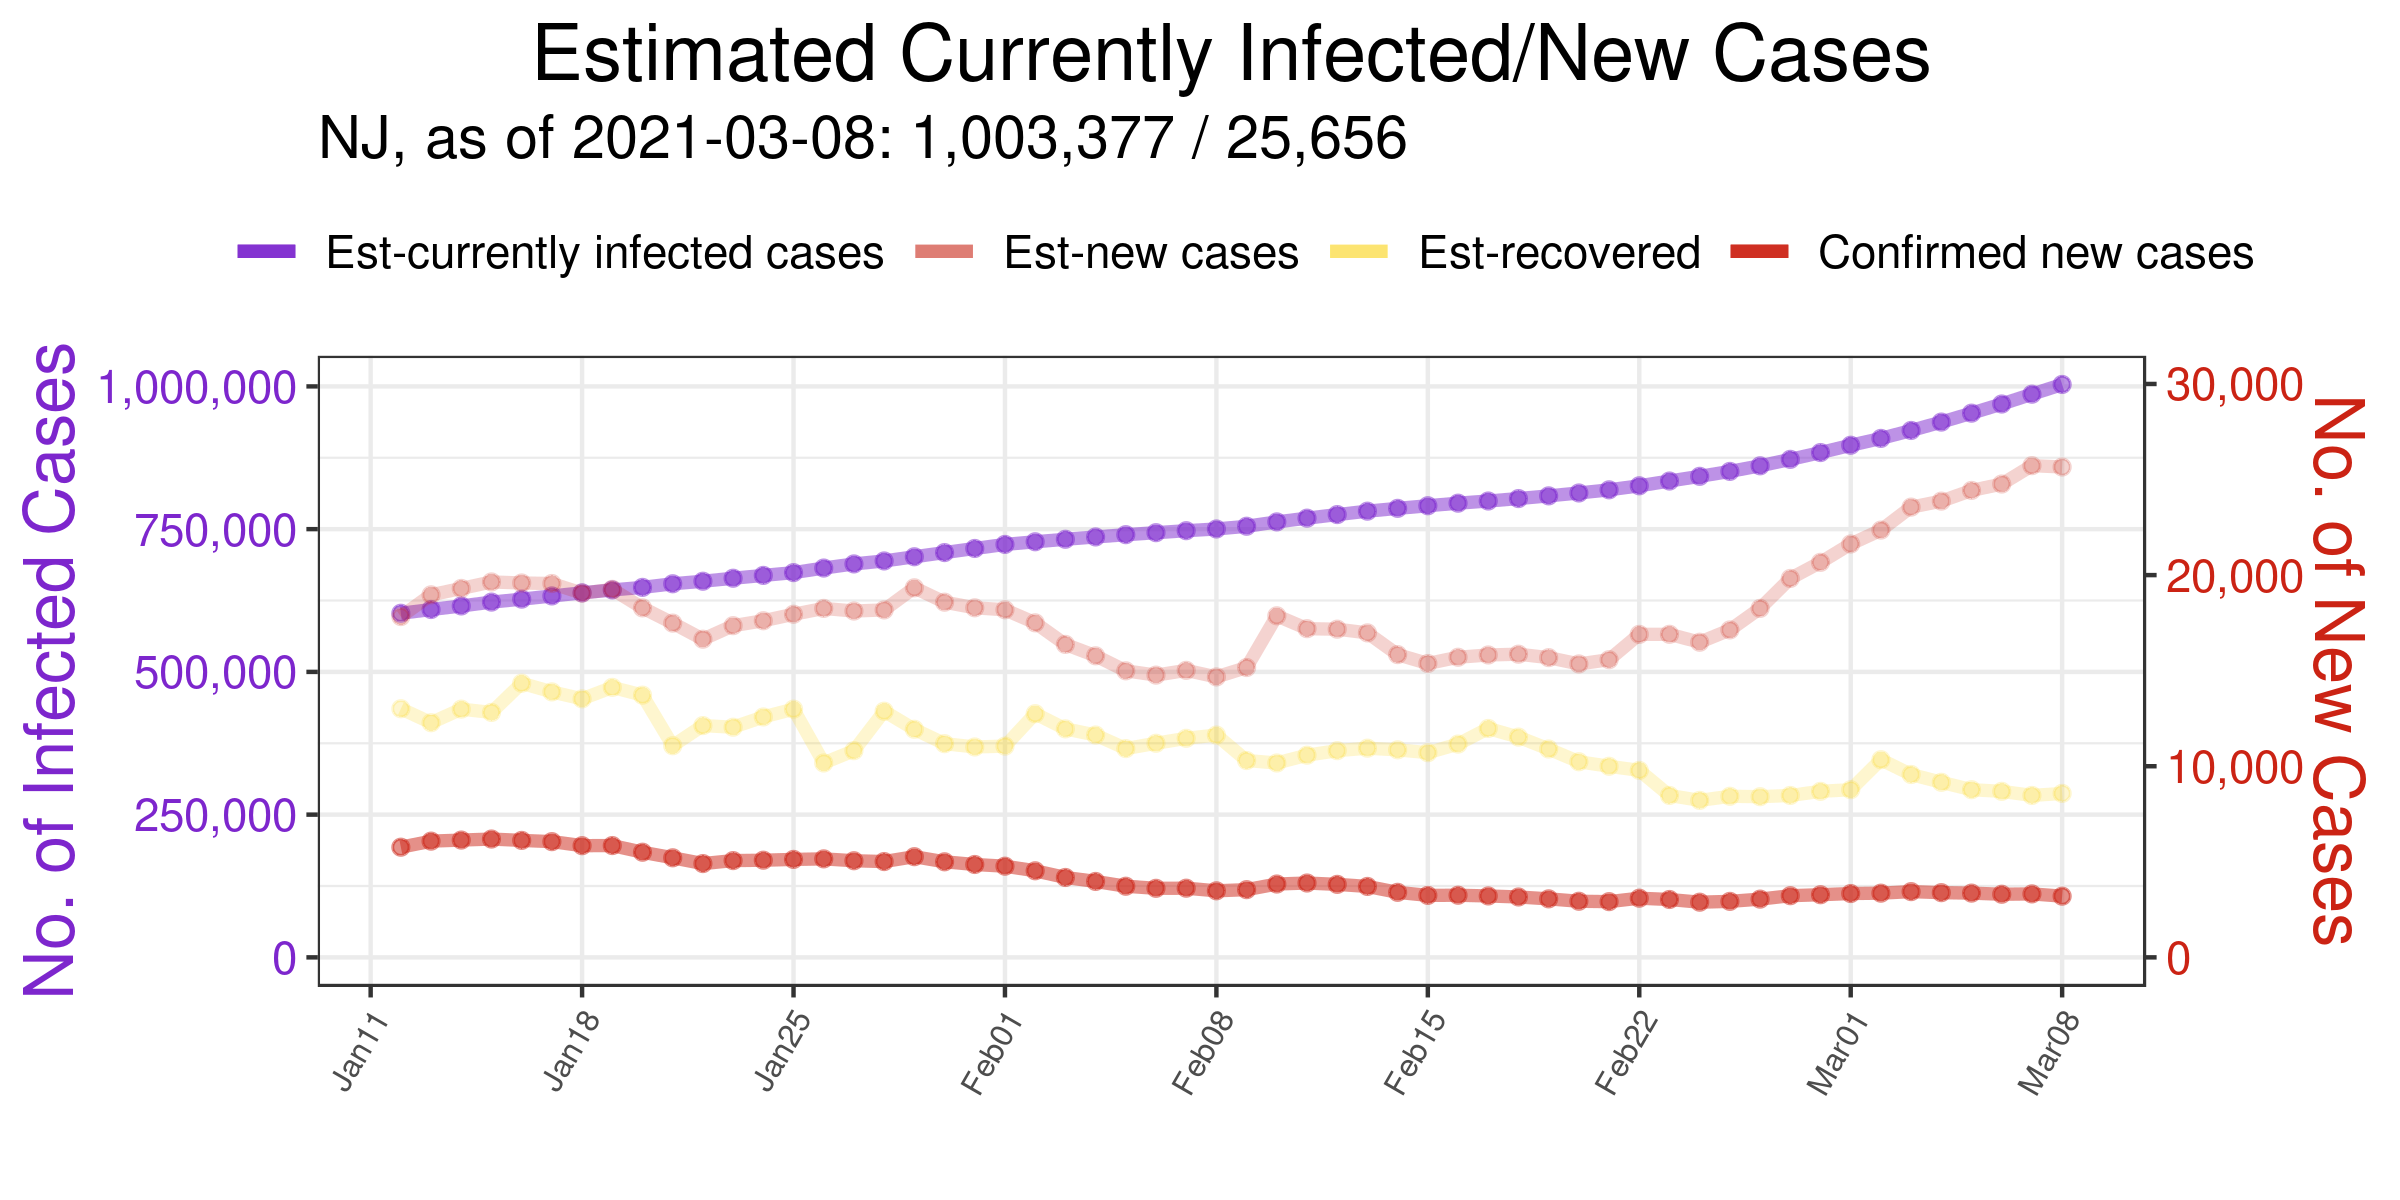 Estimated Currently Infected/New Cases
NJ, as of 2021-03-08: 1,003,377 / 25,656
Est-currently infected cases Est-new cases Est-recovered Confirmed new cases
No. of Infected Cases
1,000,000
750,000
500,000
250,000
0
30,000
20,000
10,000
0
No. of New Cases
Jan11 Jan18 Jan25 Feb01 Feb08 Feb15 Feb22 Mar01 Mar08